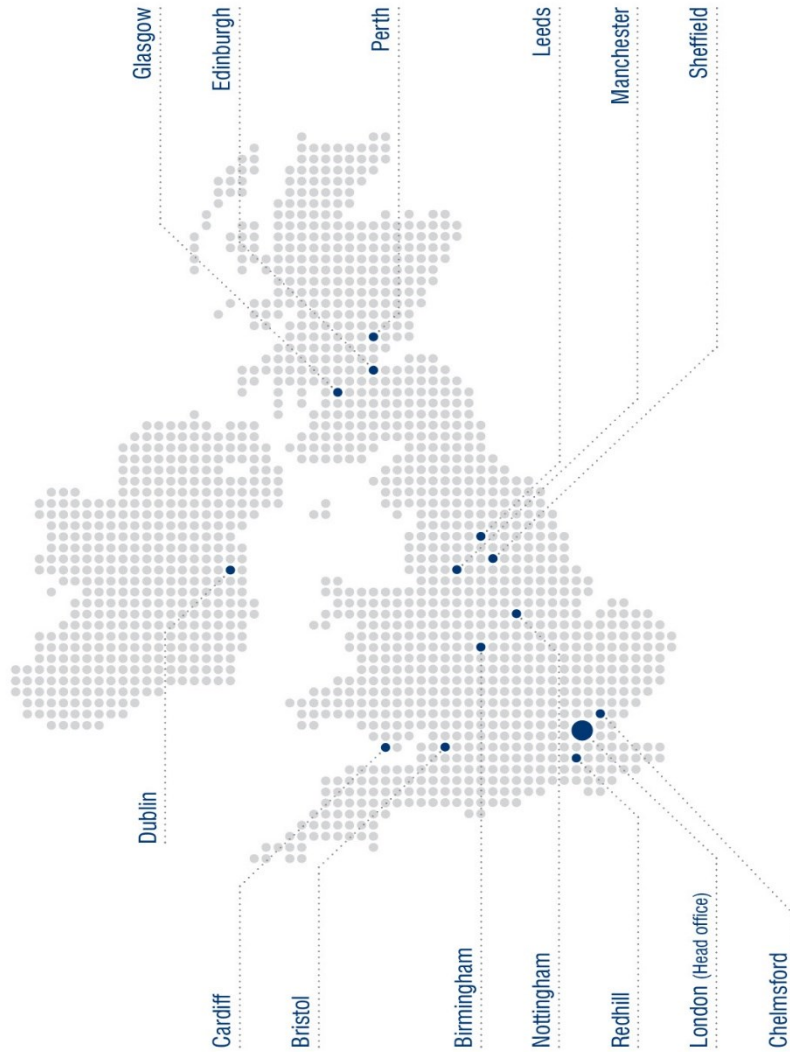 Glasgow
Edinburgh
Perth
Leeds
Manchester
Sheffield
Dublin
Cardiff
Bristol
Birmingham
Nottingham
Redhill
London (Head office)
Chelmsford